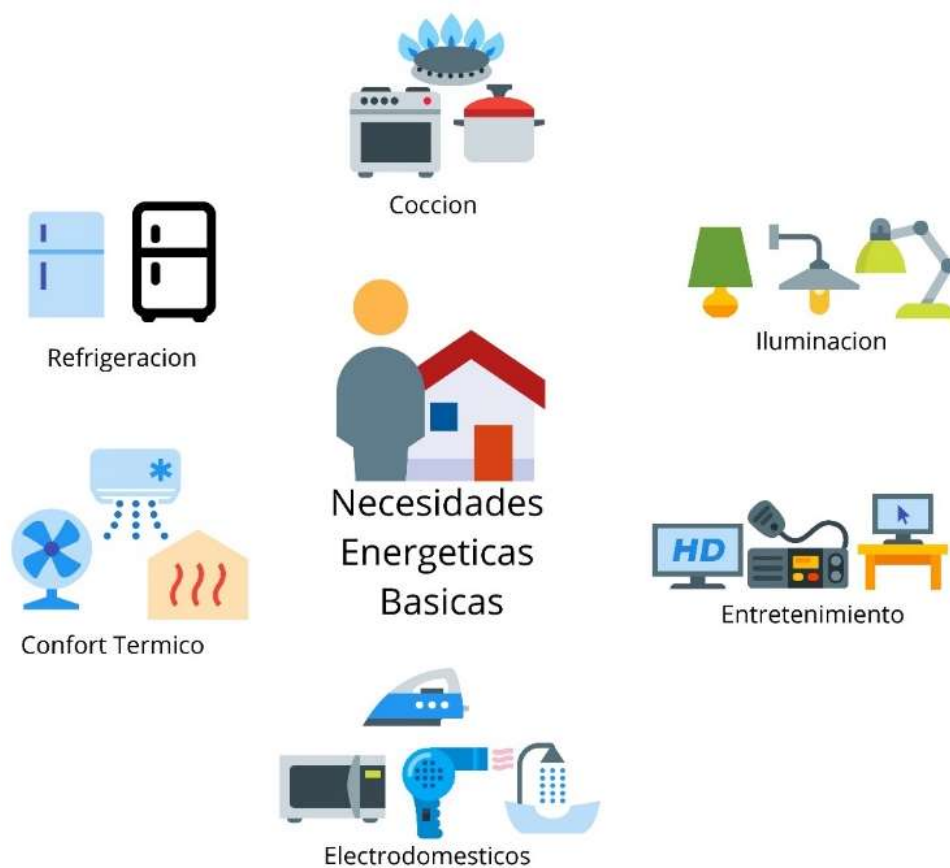 Coccion
Refrigeracion
Iluminacion
Necesidades
Energeticas
Basicas
HD
Confort Termico
Entretenimiento
Electrodomesticos